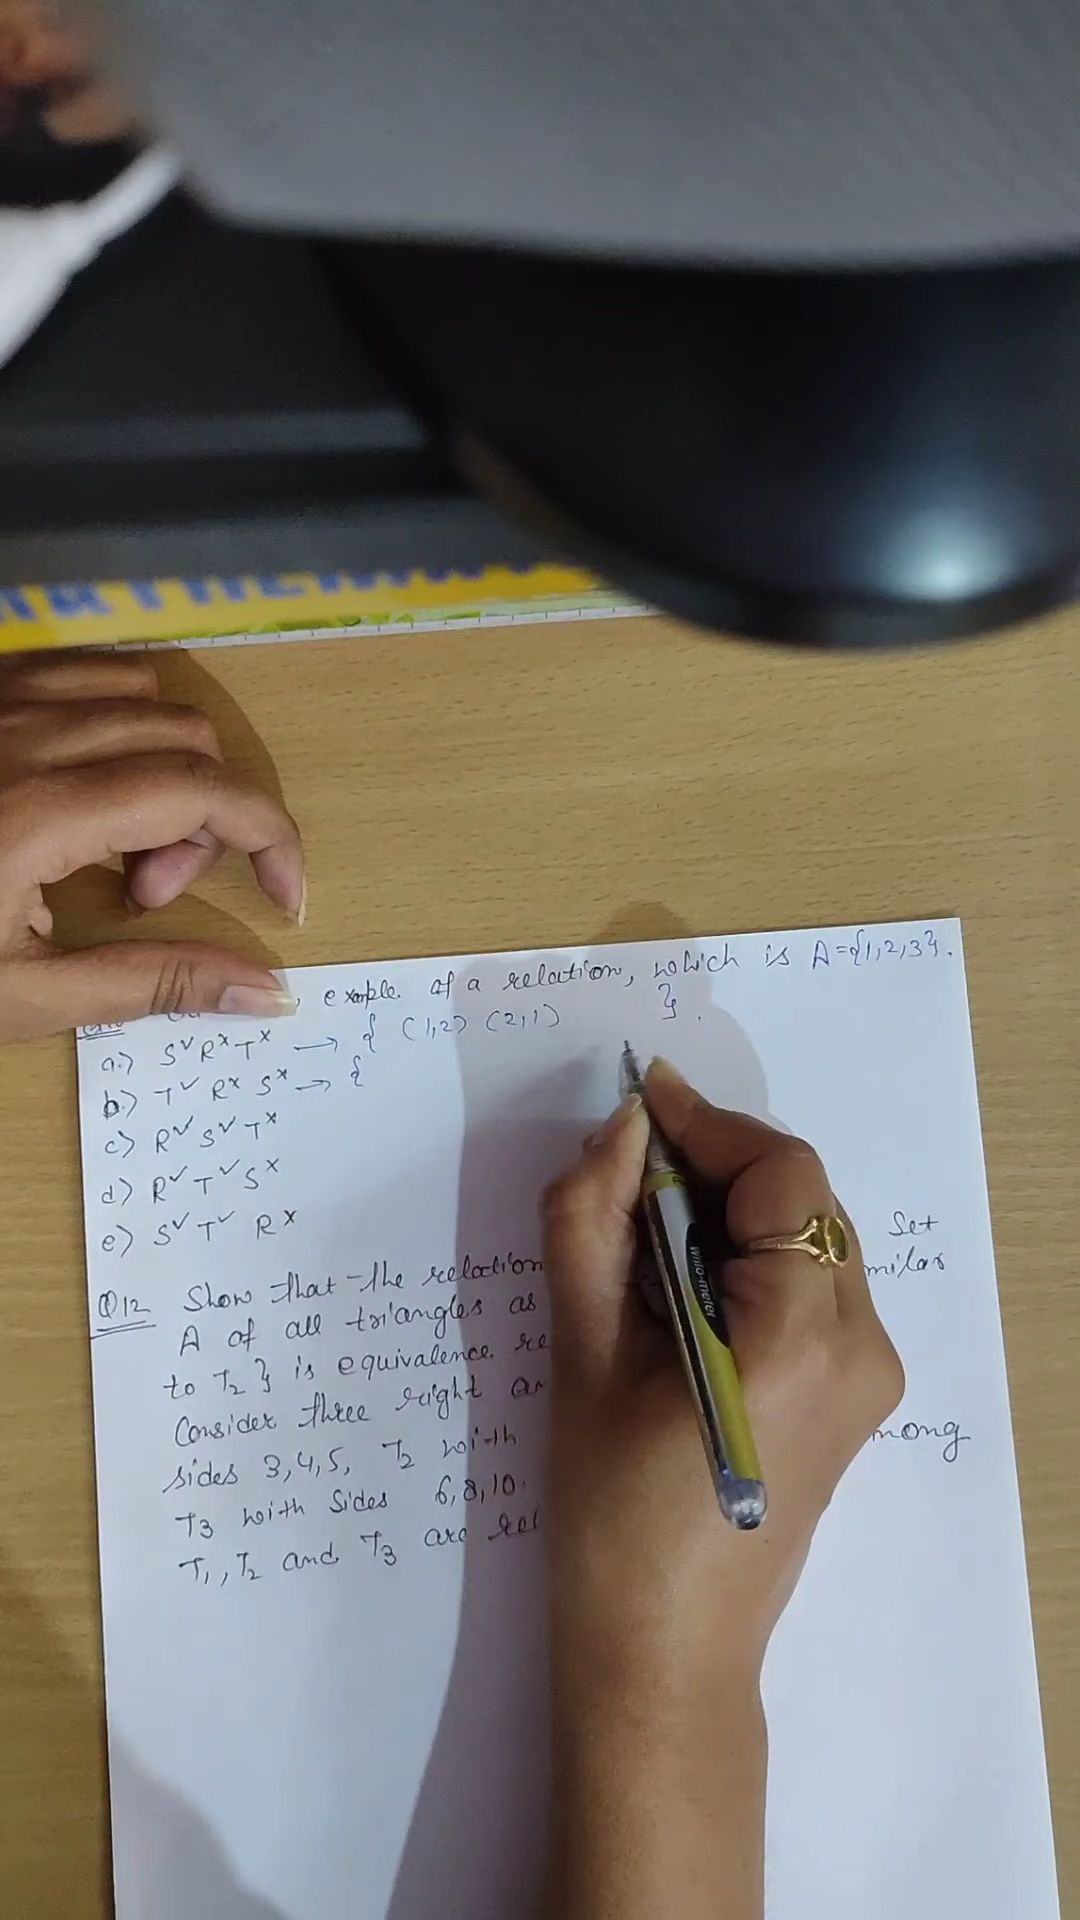 example of a relation, which is A={1,2,3}.
a.) S✓ R× T× → { (1,2) (2,1) }.
b.) T✓ R× S× → {
c) R✓ S✓ T×
d) R✓ T✓ S×
e) S✓ T✓ R×
Q12 Show that the relation Set
A of all triangles as milar
to T₂ } is equivalence re
Consider three right an
sides 3,4,5, T₂ with
T₃ with sides 6,8,10. mong
T₁, T₂ and T₃ are rel